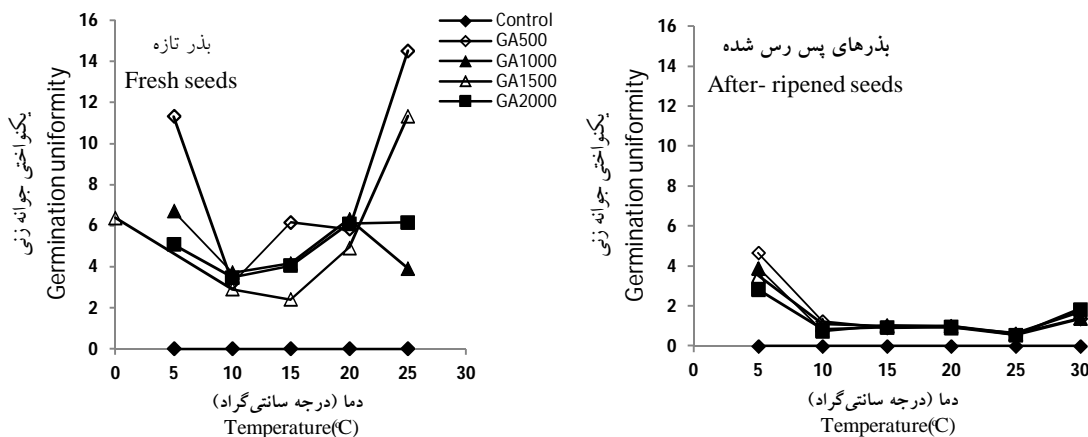 16
14
12
10
8
6
4
2
0
یکنواختی جوانه زنی
Germination uniformity
بذر تازه
Fresh seeds
0 5 10 15 20 25 30
دما (درجه سانتی‌گراد)
Temperature(°C)
Control
GA500
GA1000
GA1500
GA2000
16
14
12
10
8
6
4
2
0
یکنواختی جوانه زنی
Germination uniformity
بذرهای پس رس شده
After- ripened seeds
0 5 10 15 20 25 30
دما (درجه سانتی‌گراد)
Temperature(°C)